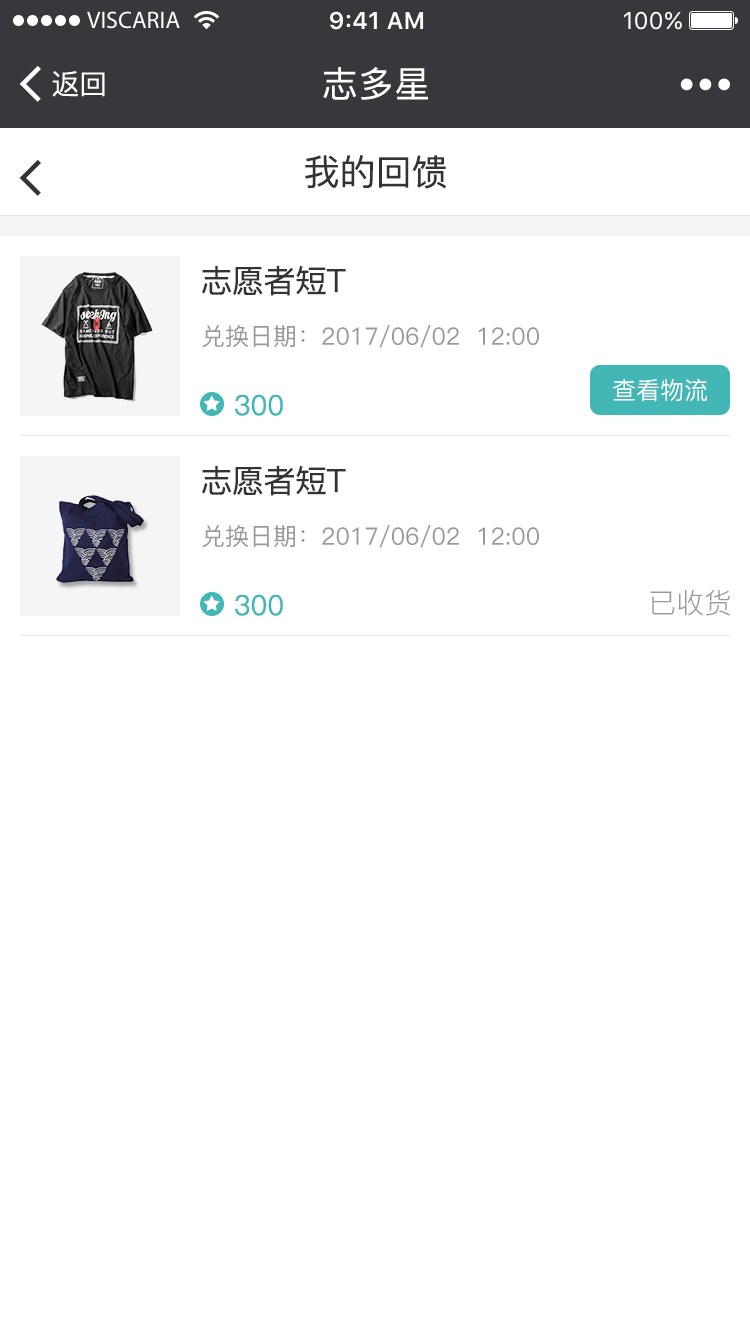 VISCARIA 9:41 AM 100%
返回 志多星
我的回馈
志愿者短T
兑换日期：2017/06/02 12:00
300 查看物流
seeking
志愿者短T
兑换日期：2017/06/02 12:00
300 已收货